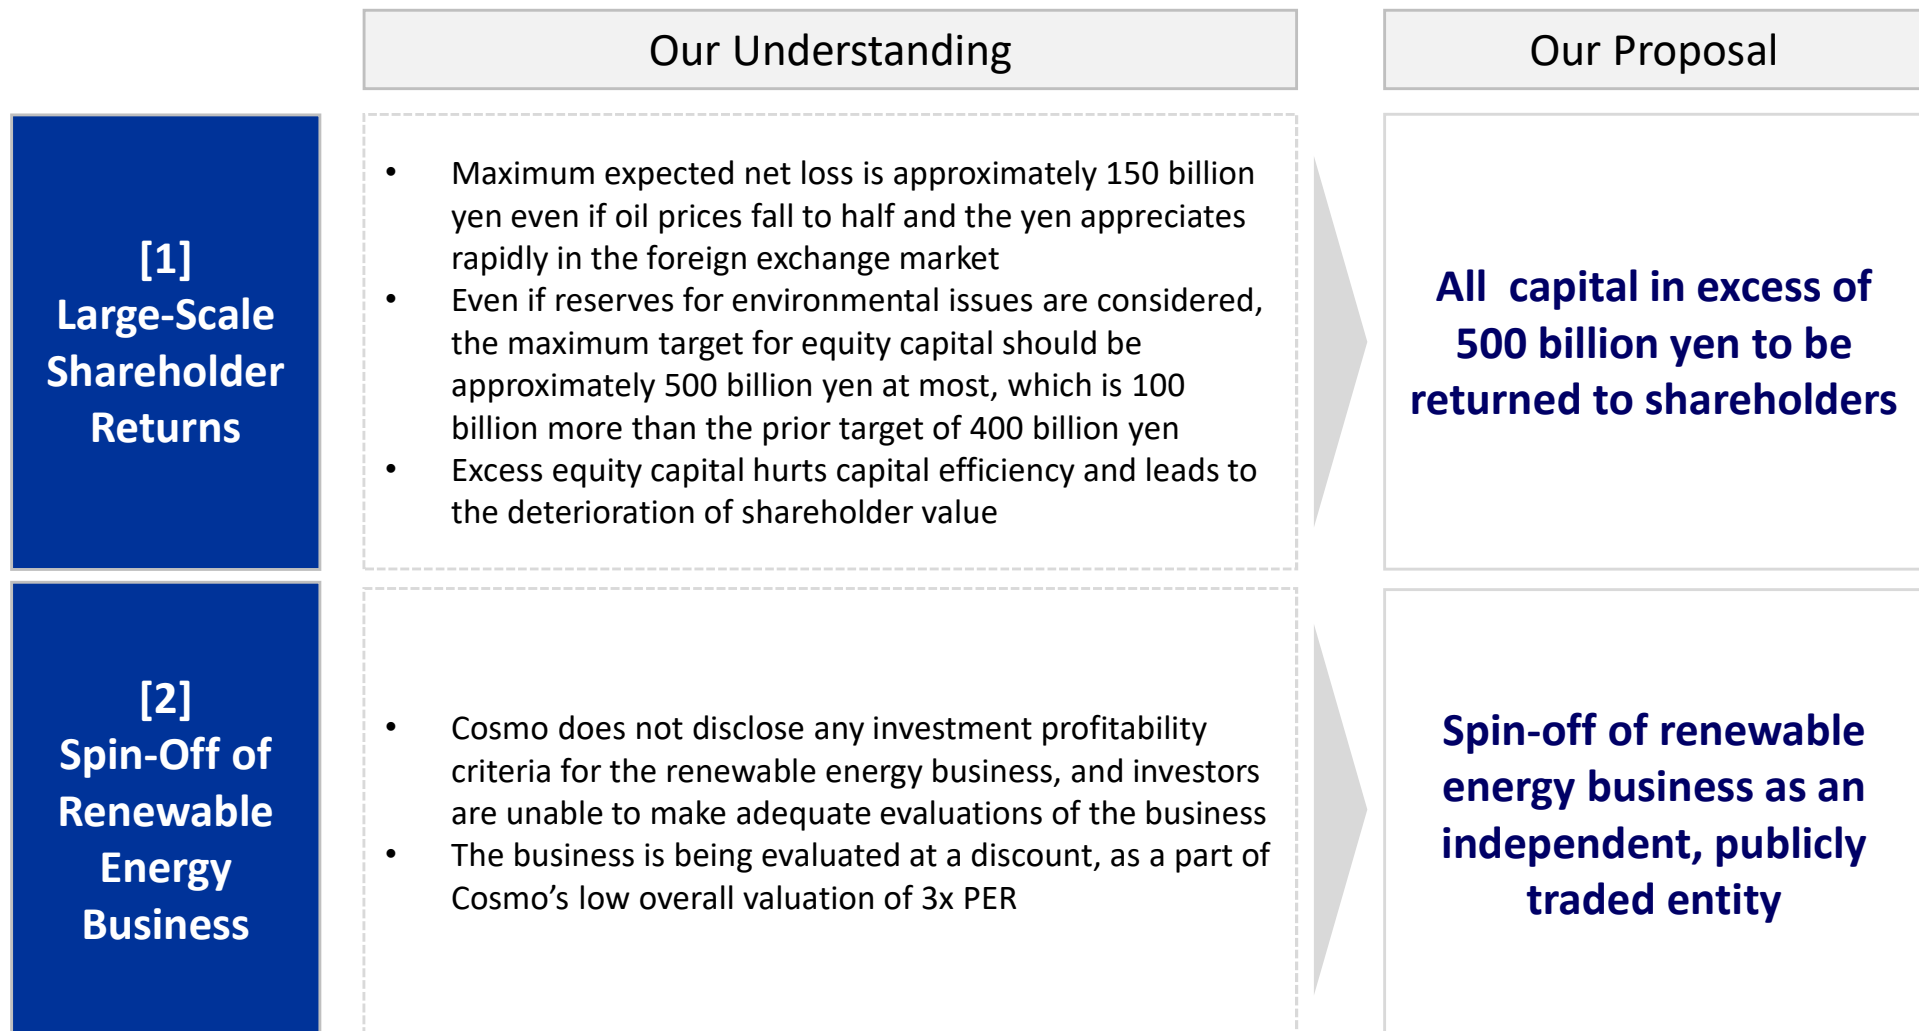 Our Understanding
Our Proposal
[1]
Large-Scale
Shareholder
Returns
• Maximum expected net loss is approximately 150 billion
yen even if oil prices fall to half and the yen appreciates
rapidly in the foreign exchange market
• Even if reserves for environmental issues are considered,
the maximum target for equity capital should be
approximately 500 billion yen at most, which is 100
billion more than the prior target of 400 billion yen
• Excess equity capital hurts capital efficiency and leads to
the deterioration of shareholder value
All capital in excess of
500 billion yen to be
returned to shareholders
[2]
Spin-Off of
Renewable
Energy
Business
• Cosmo does not disclose any investment profitability
criteria for the renewable energy business, and investors
are unable to make adequate evaluations of the business
• The business is being evaluated at a discount, as a part of
Cosmo’s low overall valuation of 3x PER
Spin-off of renewable
energy business as an
independent, publicly
traded entity